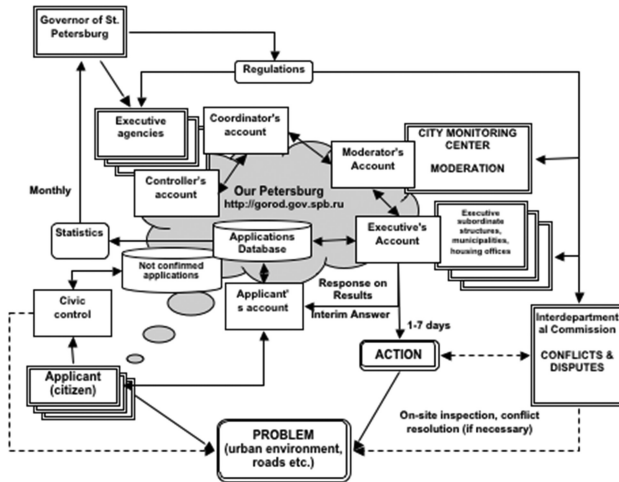 Governor of St.
Petersburg
Regulations
Executive
agencies
Coordinator's
account
Moderator's
Account
CITY MONITORING
CENTER
MODERATION
Controller's
account
Monthly
Our Petersburg
http://gorod.gov.spb.ru
Statistics
Applications
Database
Executive's
Account
Executive
subordinate
structures,
municipalities,
housing offices
Not confirmed
applications
Civic
control
Applicant'
s account
Response on
Results
Interim Answer
1-7 days
Interdepartment
al Commission
CONFLICTS &
DISPUTES
ACTION
Applicant
(citizen)
On-site inspection, conflict
resolution (if necessary)
PROBLEM
(urban environment,
roads etc.)